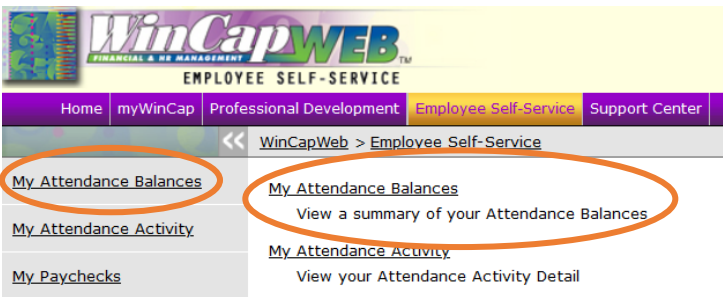 WinCapWEB TM
FINANCIAL & HR MANAGEMENT
EMPLOYEE SELF-SERVICE
Home myWinCap Professional Development Employee Self-Service Support Center
<< WinCapWeb > Employee Self-Service
My Attendance Balances
My Attendance Activity
My Paychecks
My Attendance Balances
View a summary of your Attendance Balances
My Attendance Activity
View your Attendance Activity Detail